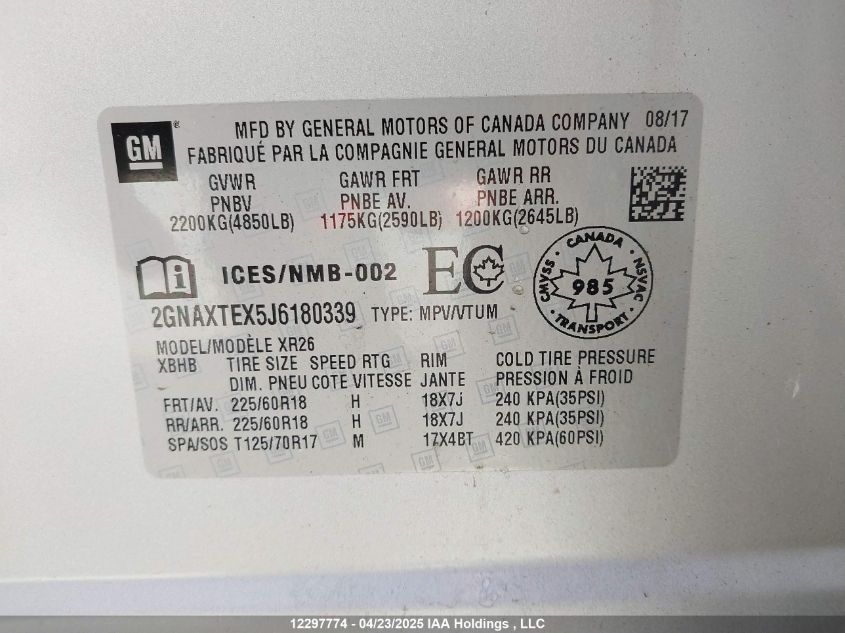 GM
®
MFD BY GENERAL MOTORS OF CANADA COMPANY 08/17
FABRIQUÉ PAR LA COMPAGNIE GENERAL MOTORS DU CANADA
GVWR GAWR FRT GAWR RR
PNBV PNBE AV. PNBE ARR.
2200KG(4850LB) 1175KG(2590LB) 1200KG(2645LB)
i ICES/NMB-002 EC
CANADA
CMVSS 985 NSVAC
TRANSPORT
2GNAXTEX5J6180339 TYPE: MPV/VTUM
MODEL/MODÈLE XR26
XBHB TIRE SIZE SPEED RTG RIM COLD TIRE PRESSURE
DIM. PNEU COTE VITESSE JANTE PRESSION À FROID
FRT/AV. 225/60R18 H 18X7J 240 KPA(35PSI)
RR/ARR. 225/60R18 H 18X7J 240 KPA(35PSI)
SPA/SOS T125/70R17 M 17X4BT 420 KPA(60PSI)
12297774 - 04/23/2025 IAA Holdings , LLC